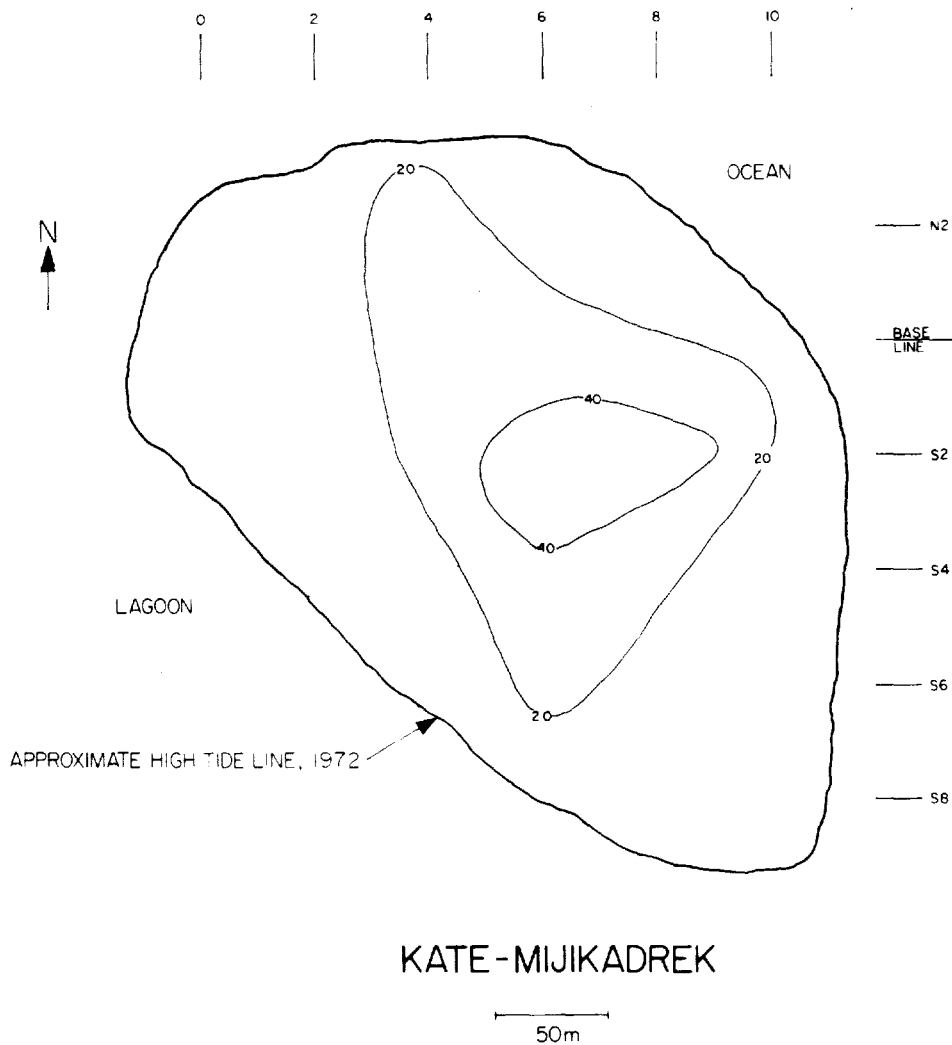 0 2 4 6 8 10
20
OCEAN
N
N2
BASE
LINE
40
S2
20
40
S4
LAGOON
S6
20
APPROXIMATE HIGH TIDE LINE, 1972
S8
KATE-MIJIKADREK
50m